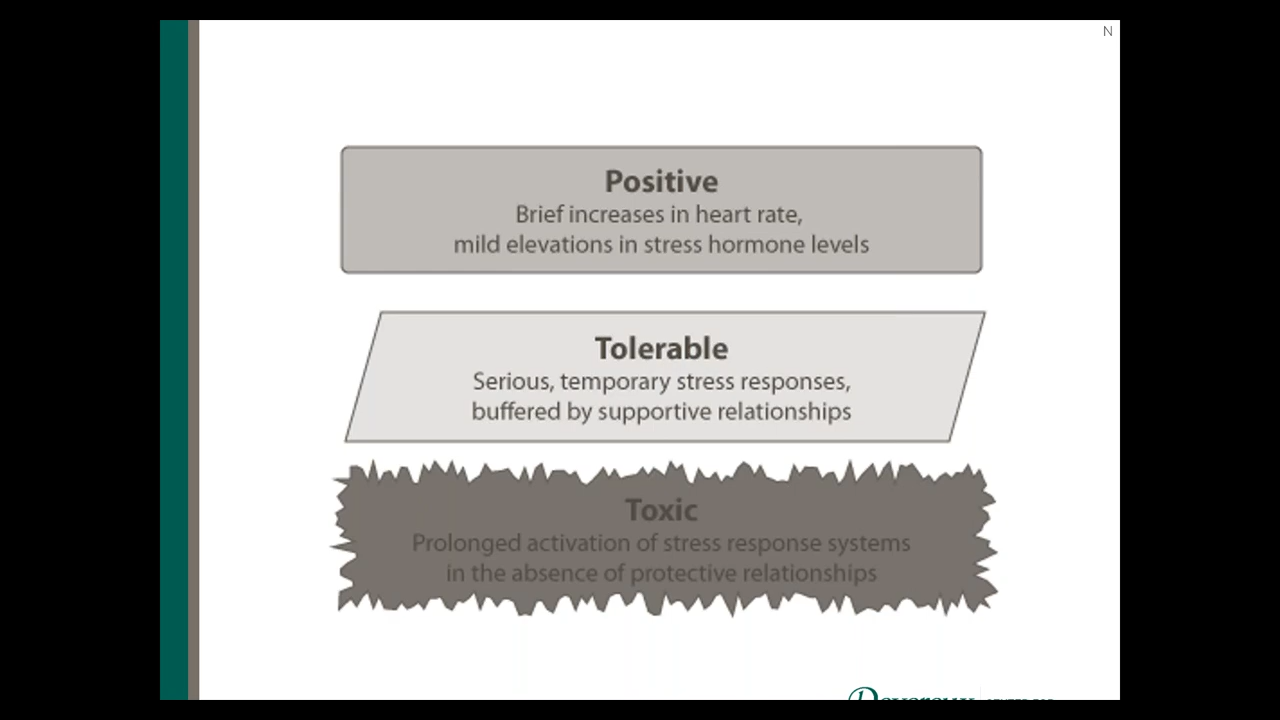 N
Positive
Brief increases in heart rate,
mild elevations in stress hormone levels
Tolerable
Serious, temporary stress responses,
buffered by supportive relationships
Toxic
Prolonged activation of stress response systems
in the absence of protective relationships